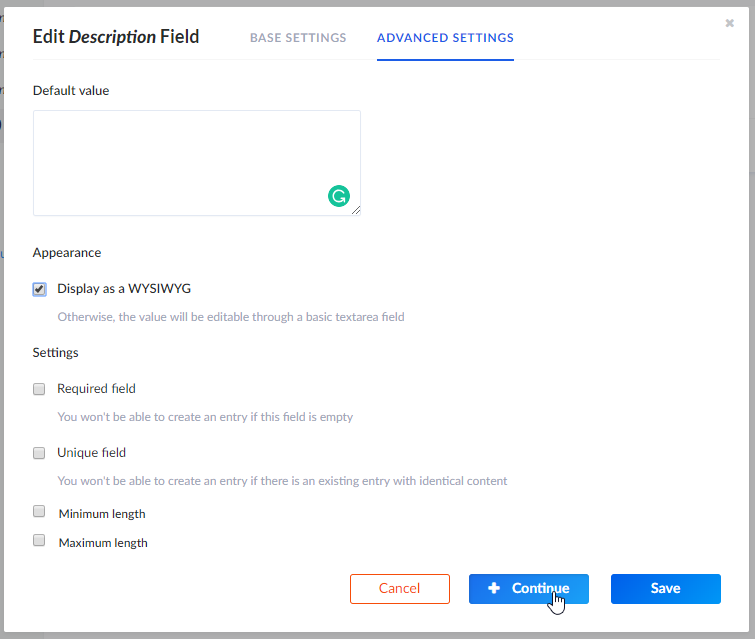 Edit Description Field BASE SETTINGS ADVANCED SETTINGS
Default value
Appearance
Display as a WYSIWYG
Otherwise, the value will be editable through a basic textarea field
Settings
Required field
You won't be able to create an entry if this field is empty
Unique field
You won't be able to create an entry if there is an existing entry with identical content
Minimum length
Maximum length
Cancel + Continue Save